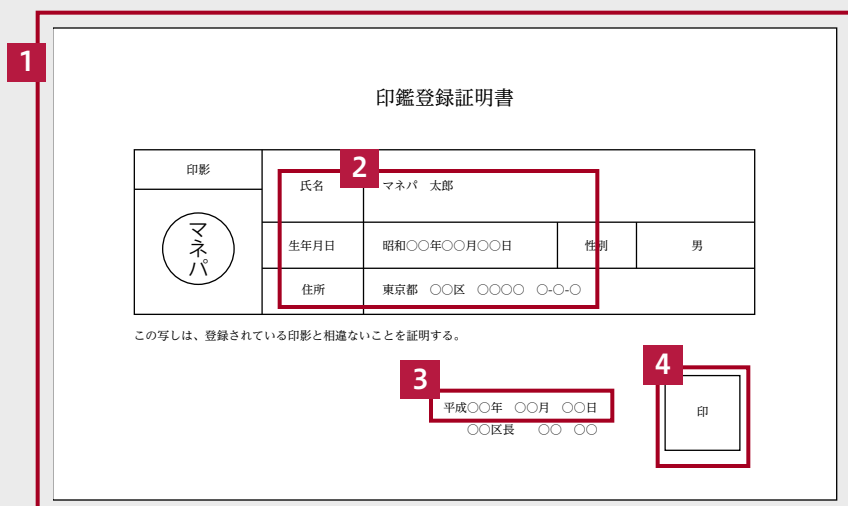 1
印鑑登録証明書
印影
マネパ
2
氏名 マネパ 太郎
生年月日 昭和○○年○○月○○日 性別 男
住所 東京都 ○○区 ○○○○ ○-○-○
この写しは、登録されている印影と相違ないことを証明する。
3
平成○○年 ○○月 ○○日
○○区長 ○○ ○○
4
印